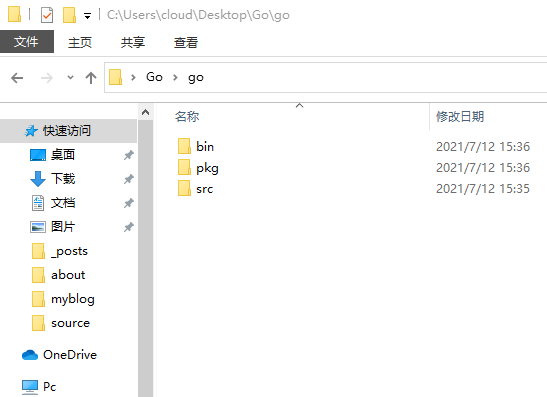 C:\Users\cloud\Desktop\Go\go
文件 主页 共享 查看
Go go
名称 修改日期
快速访问
桌面
下载
文档
图片
_posts
about
myblog
source
OneDrive
Pc
bin 2021/7/12 15:36
pkg 2021/7/12 15:36
src 2021/7/12 15:35